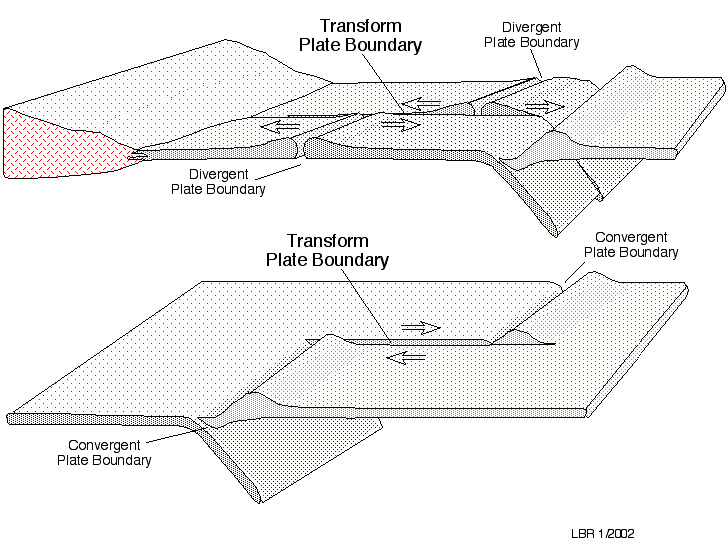 Transform
Plate Boundary
Divergent
Plate Boundary
Divergent
Plate Boundary
Transform
Plate Boundary
Convergent
Plate Boundary
Convergent
Plate Boundary
LBR 1/2002